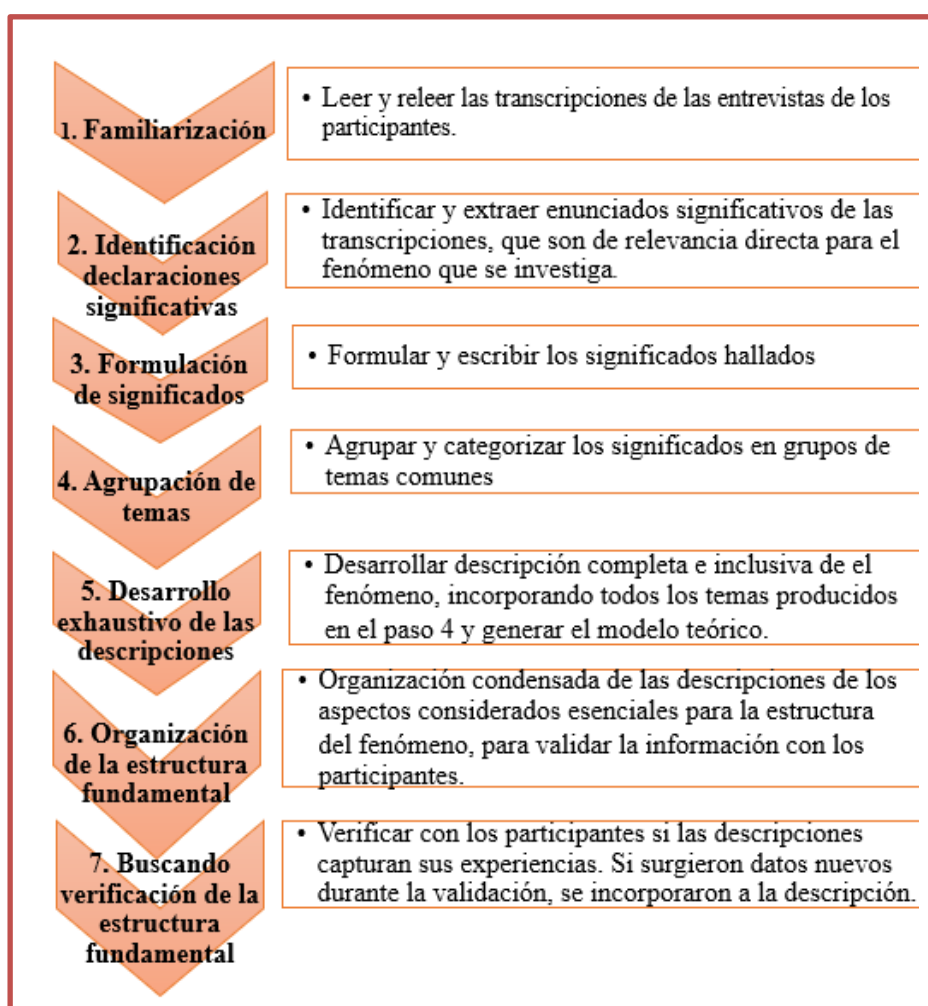 1. Familiarización
• Leer y releer las transcripciones de las entrevistas de los
participantes.
2. Identificación
declaraciones
significativas
• Identificar y extraer enunciados significativos de las
transcripciones, que son de relevancia directa para el
fenómeno que se investiga.
3. Formulación
de significados
• Formular y escribir los significados hallados
4. Agrupación de
temas
• Agrupar y categorizar los significados en grupos de
temas comunes
5. Desarrollo
exhaustivo de las
descripciones
• Desarrollar descripción completa e inclusiva de el
fenómeno, incorporando todos los temas producidos
en el paso 4 y generar el modelo teórico.
6. Organización
de la estructura
fundamental
• Organización condensada de las descripciones de los
aspectos considerados esenciales para la estructura
del fenómeno, para validar la información con los
participantes.
7. Buscando
verificación de la
estructura
fundamental
• Verificar con los participantes si las descripciones
capturan sus experiencias. Si surgieron datos nuevos
durante la validación, se incorporaron a la descripción.